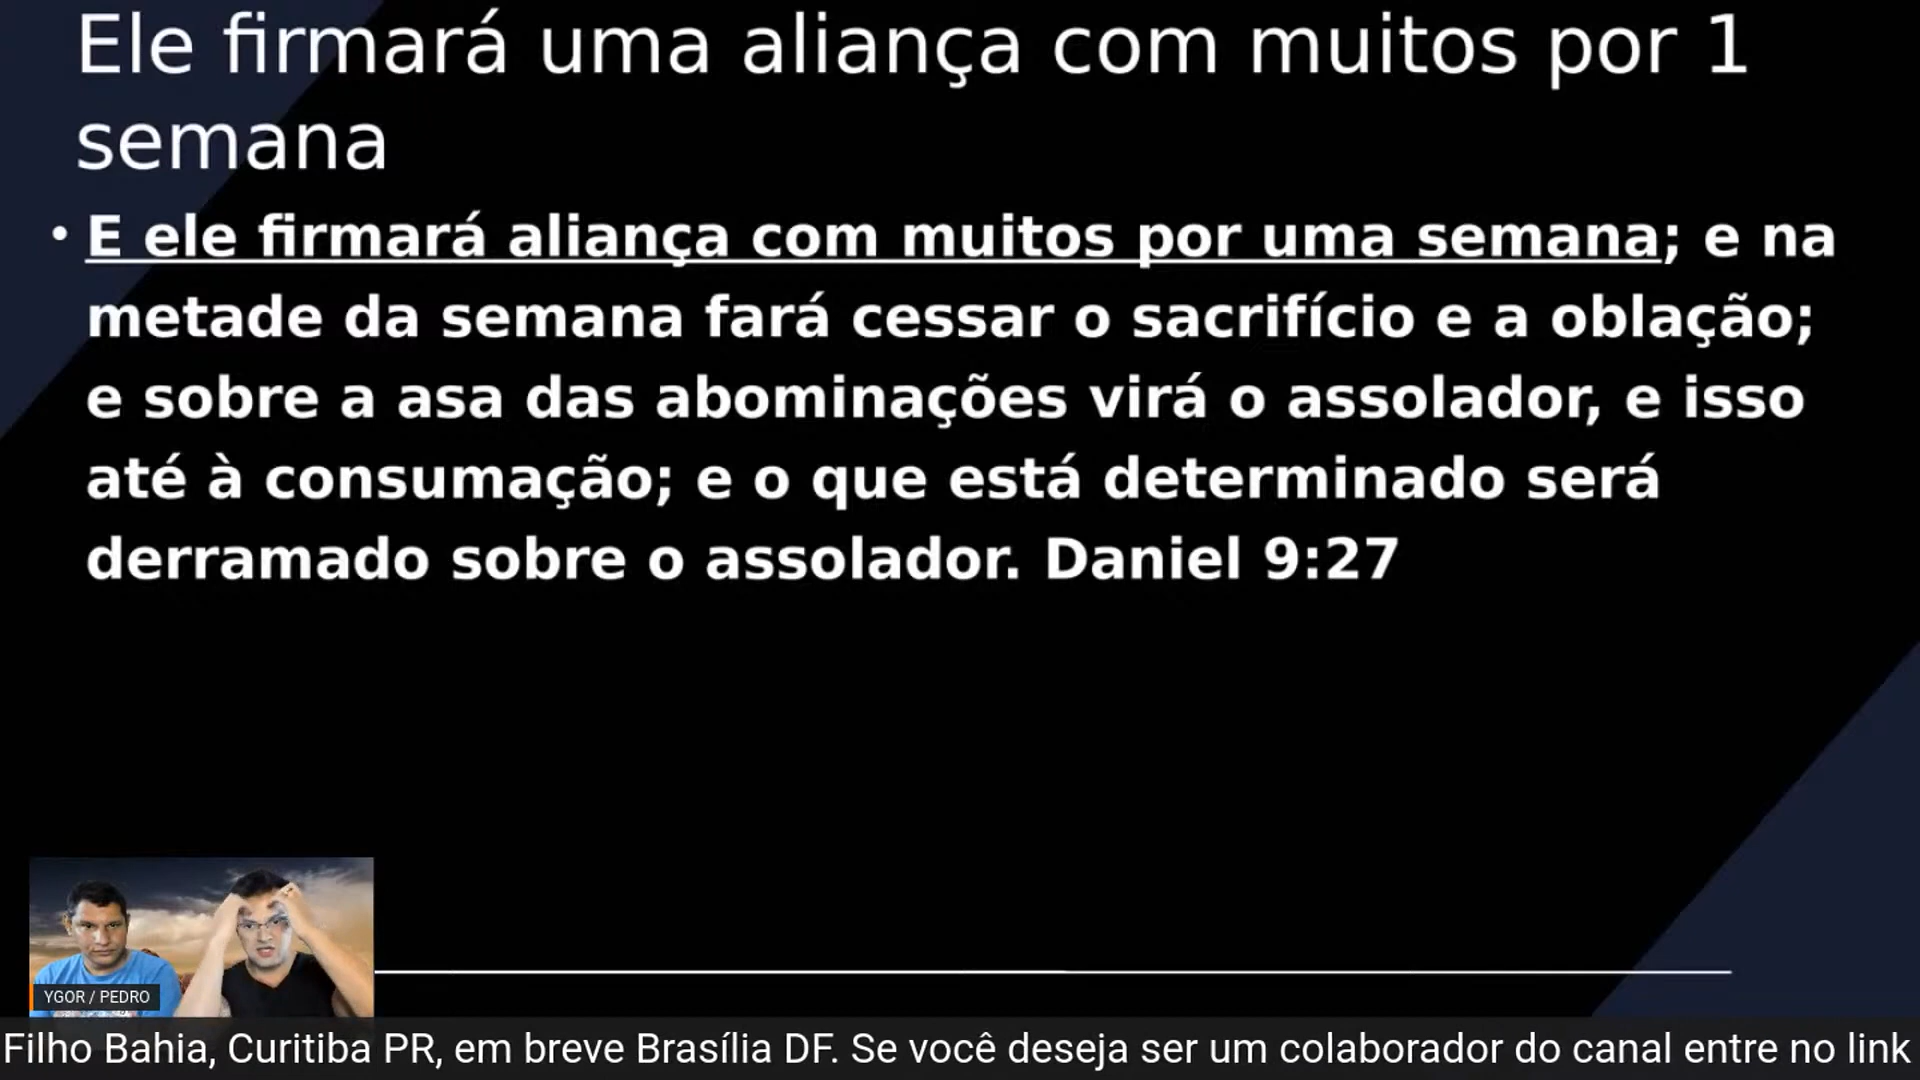 Ele firmará uma aliança com muitos por 1
semana
• E ele firmará aliança com muitos por uma semana; e na
metade da semana fará cessar o sacrifício e a oblação;
e sobre a asa das abominações virá o assolador, e isso
até à consumação; e o que está determinado será
derramado sobre o assolador. Daniel 9:27
YGOR / PEDRO
Filho Bahia, Curitiba PR, em breve Brasília DF. Se você deseja ser um colaborador do canal entre no link